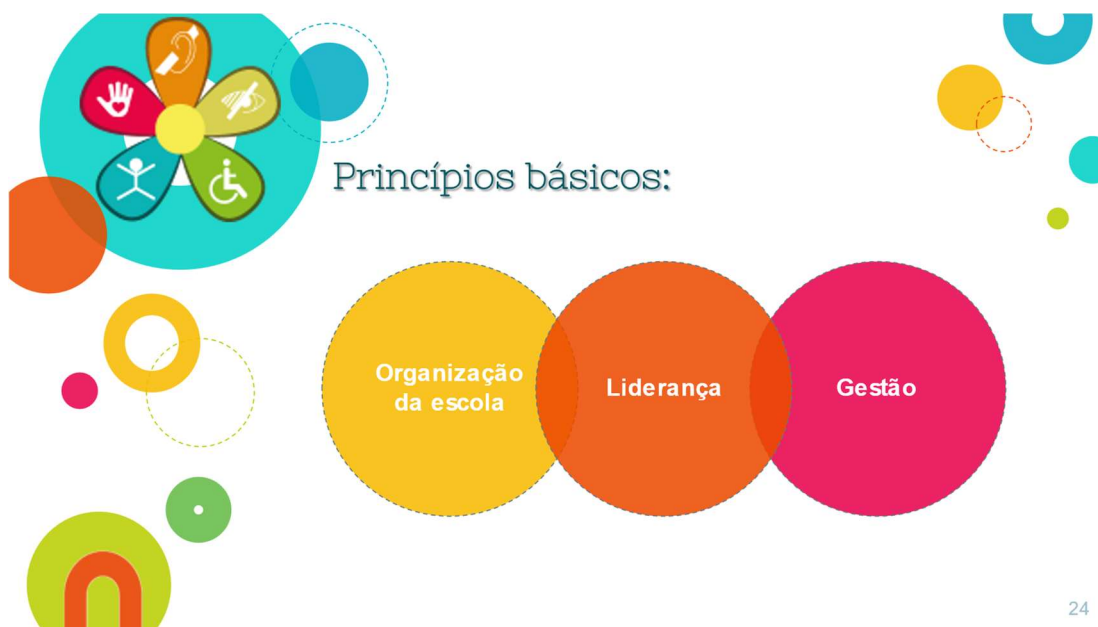 Princípios básicos:
Organização
da escola
Liderança
Gestão
24